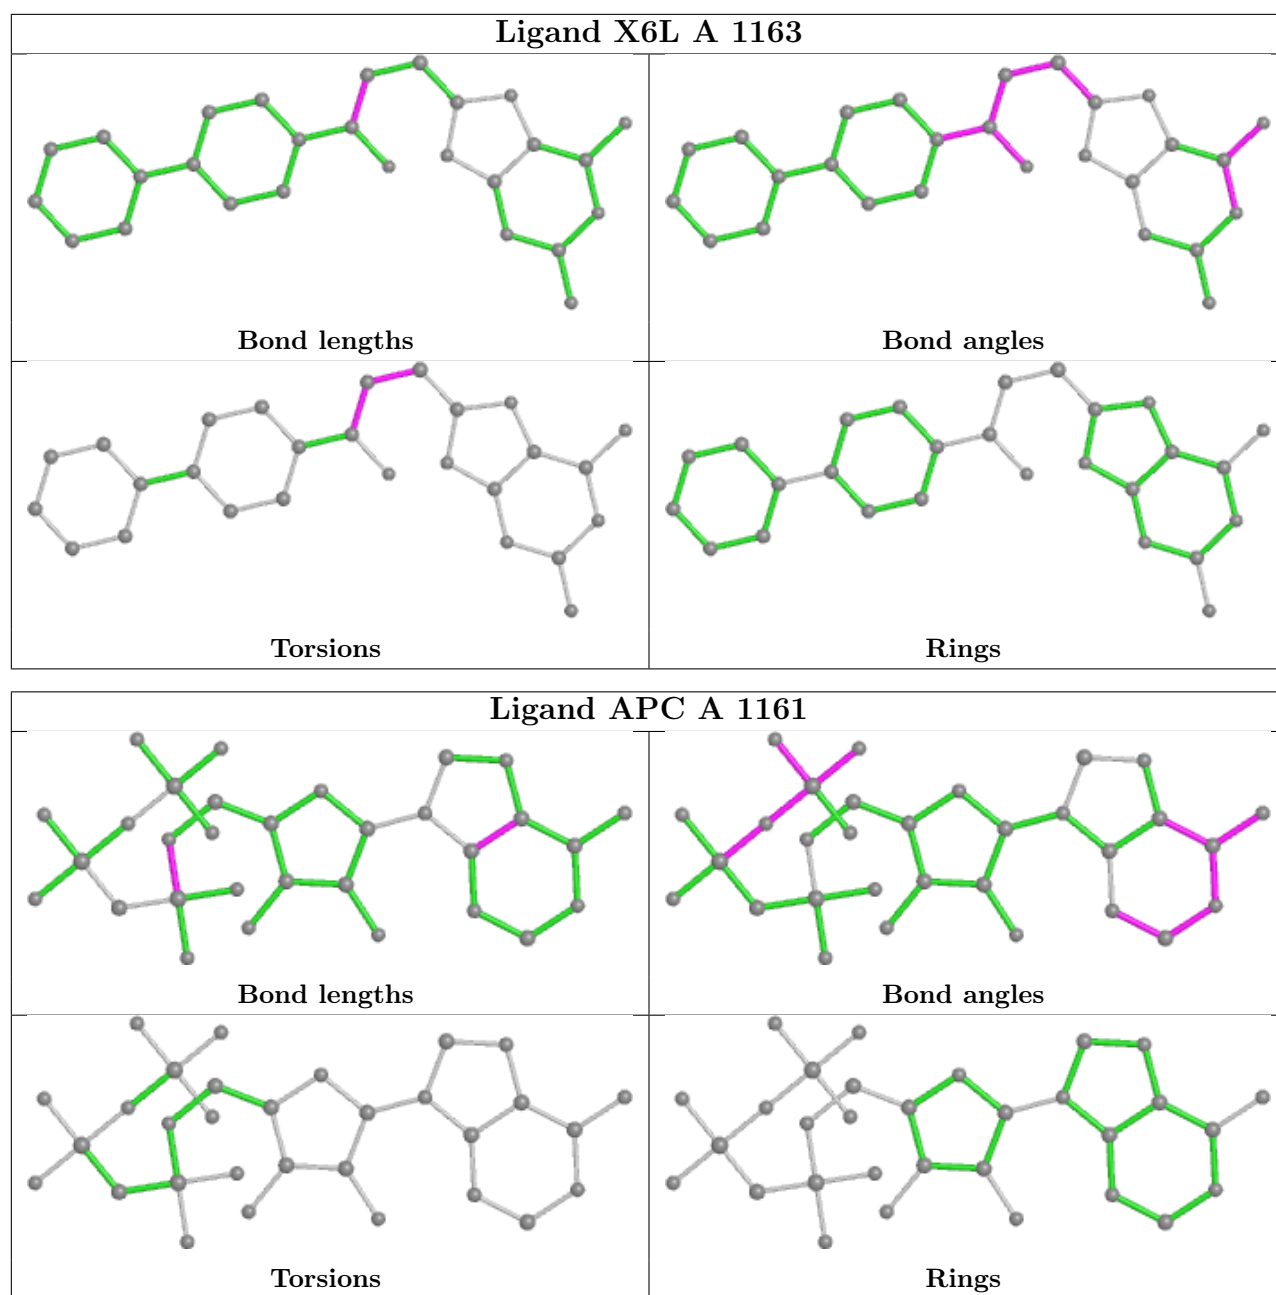 Ligand X6L A 1163
Bond lengths
Bond angles
Torsions
Rings
Ligand APC A 1161
Bond lengths
Bond angles
Torsions
Rings